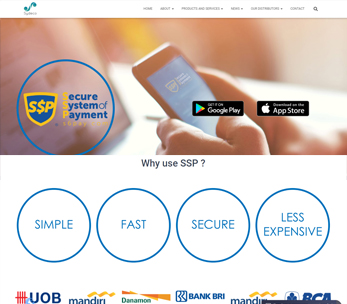 HOME ABOUT PRODUCTS AND SERVICES NEWS OUR DISTRIBUTORS CONTACT
SSP
Secure
System of
Payment
GET IT ON
Google Play
Download on the
App Store
Why use SSP ?
SIMPLE
FAST
SECURE
LESS
EXPENSIVE
UOB
mandiri
Danamon
BANK BRI
mandiri
BCA